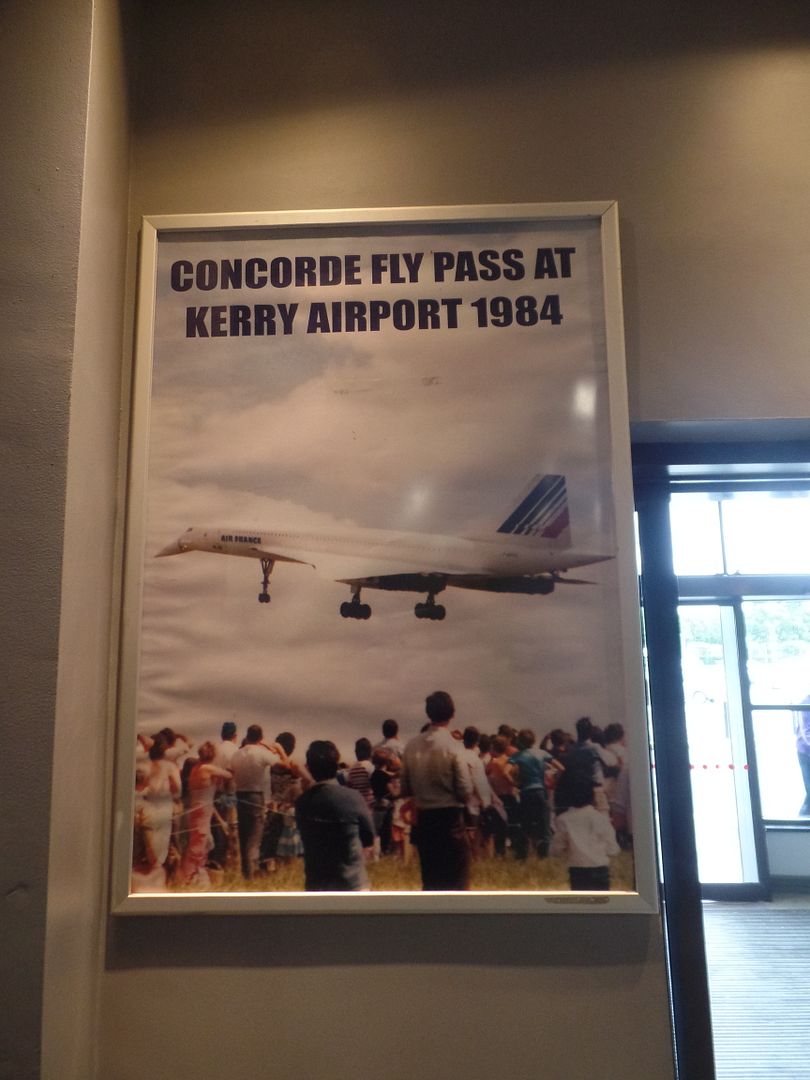 CONCORDE FLY PASS AT
KERRY AIRPORT 1984
AIR FRANCE